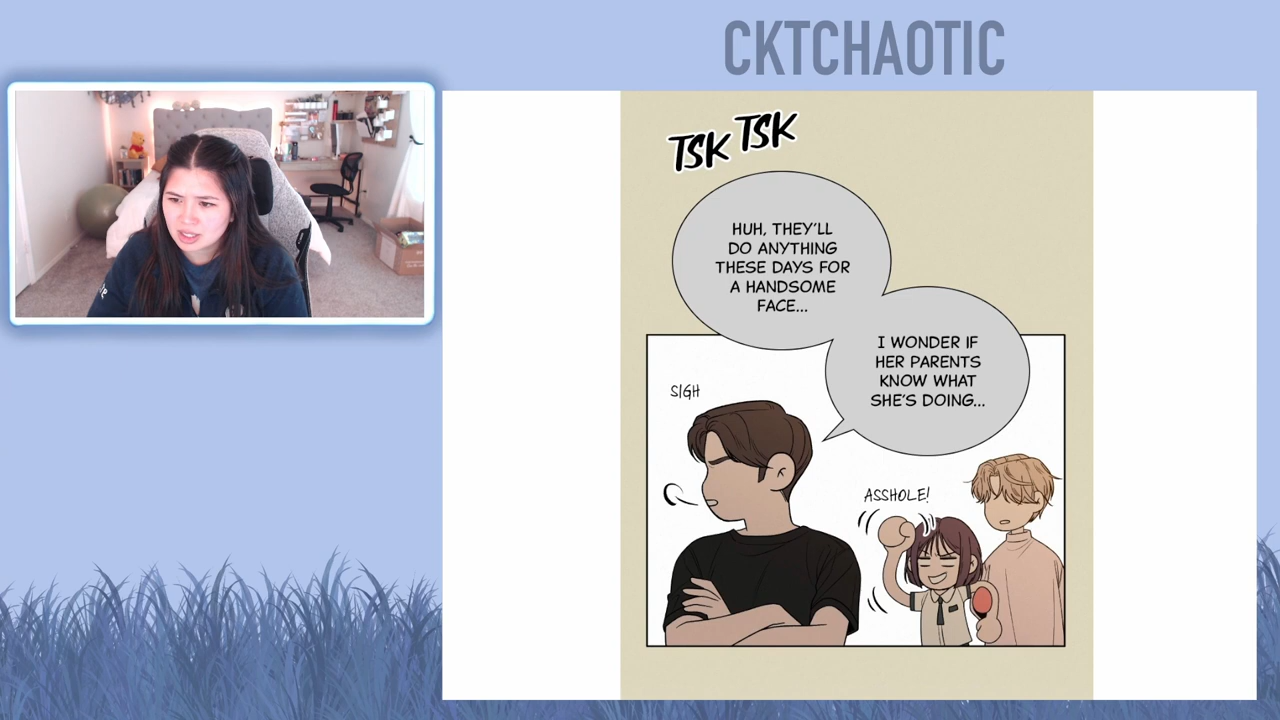 CKTCHAOTIC
TSK TSK
HUH, THEY'LL
DO ANYTHING
THESE DAYS FOR
A HANDSOME
FACE...
I WONDER IF
HER PARENTS
KNOW WHAT
SHE'S DOING...
SIGH
ASSHOLE!